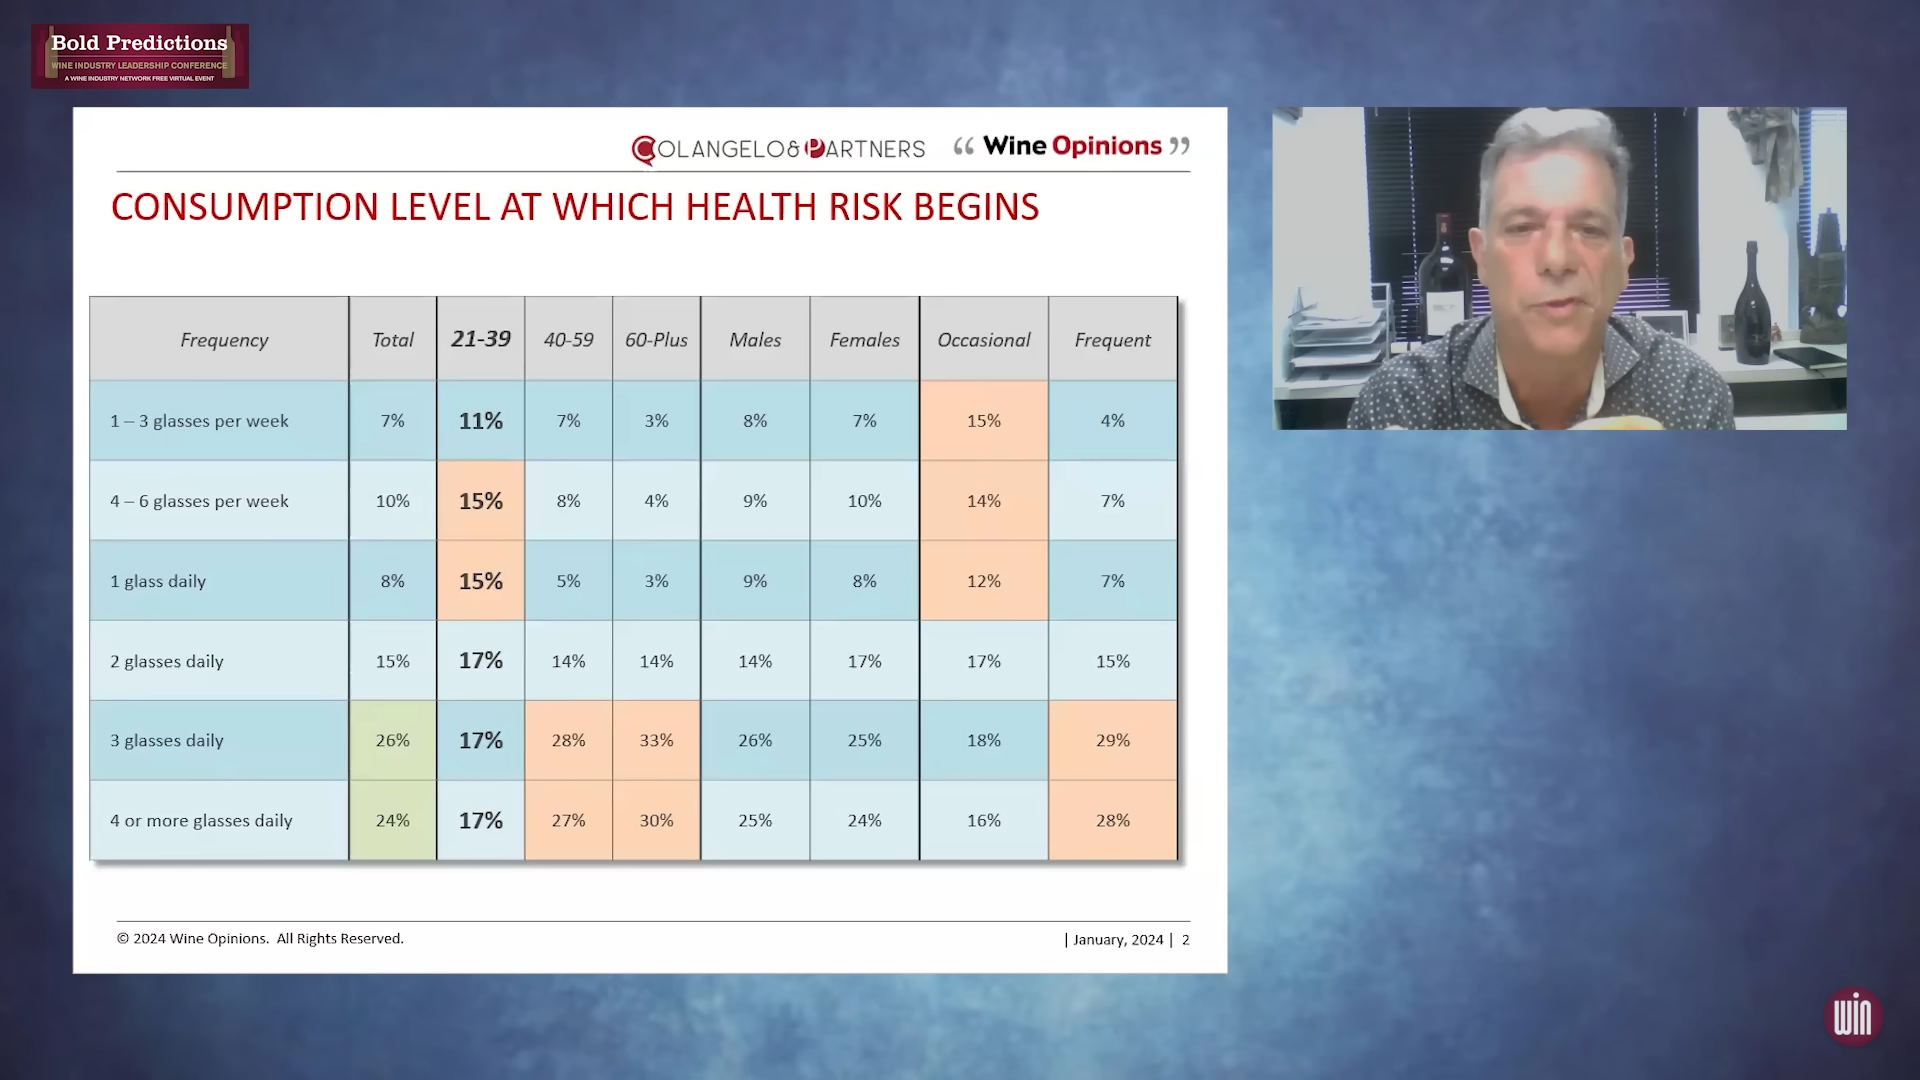 Bold Predictions
WINE INDUSTRY LEADERSHIP CONFERENCE
A WINE INDUSTRY NETWORK FREE VIRTUAL EVENT
COLANGELO & PARTNERS “ Wine Opinions ”
CONSUMPTION LEVEL AT WHICH HEALTH RISK BEGINS
Frequency Total 21-39 40-59 60-Plus Males Females Occasional Frequent
1 – 3 glasses per week 7% 11% 7% 3% 8% 7% 15% 4%
4 – 6 glasses per week 10% 15% 8% 4% 9% 10% 14% 7%
1 glass daily 8% 15% 5% 3% 9% 8% 12% 7%
2 glasses daily 15% 17% 14% 14% 14% 17% 17% 15%
3 glasses daily 26% 17% 28% 33% 26% 25% 18% 29%
4 or more glasses daily 24% 17% 27% 30% 25% 24% 16% 28%
© 2024 Wine Opinions. All Rights Reserved. | January, 2024 | 2
win